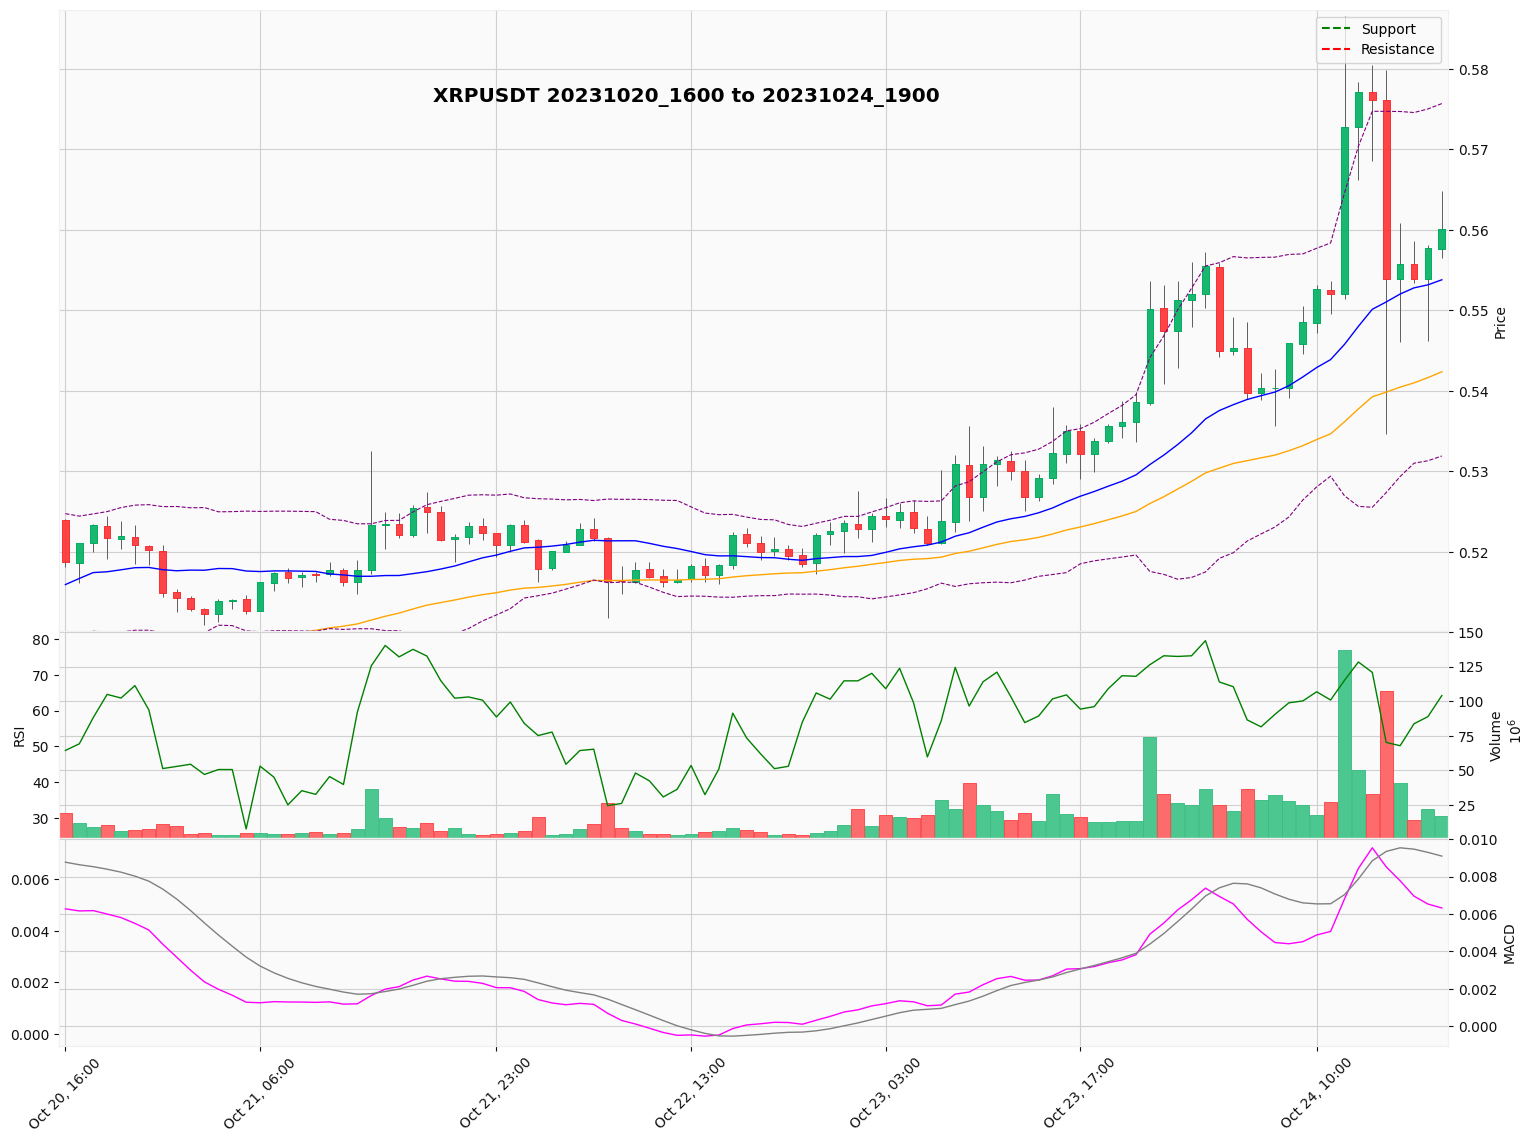 Support
Resistance
XRPUSDT 20231020_1600 to 20231024_1900
0.58
0.57
0.56
0.55
0.54
0.53
0.52
Price
80
70
60
50
40
30
RSI
150
125
100
75
50
25
Volume
10^6
0.006
0.004
0.002
0.000
0.010
0.008
0.006
0.004
0.002
0.000
MACD
Oct 20, 16:00
Oct 21, 06:00
Oct 21, 23:00
Oct 22, 13:00
Oct 23, 03:00
Oct 23, 17:00
Oct 24, 10:00